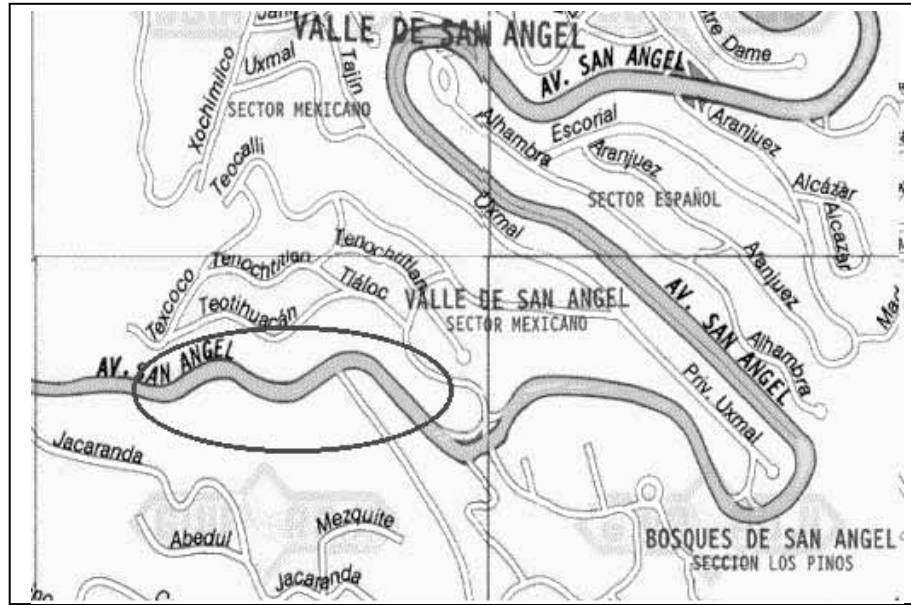 VALLE DE SAN ANGEL
tre Dame
Xochimilco
Uxmal
Tajín
AV. SAN ANGEL
SECTOR MEXICANO
Alhambra
Escorial
Aranjuez
Aranjuez
Teocalli
Alcázar
Alcazar
SECTOR ESPAÑOL
Uxmal
Aranjuez
Texcoco
Tenochtitlan
Tenochtitlan
Teotihuacán
Tláloc
VALLE DE SAN ANGEL
SECTOR MEXICANO
AV. SAN ANGEL
Alhambra
AV. SAN ANGEL
Priv. Uxmal
Jacaranda
Abedul
Mezquite
Jacaranda
BOSQUES DE SAN ANGEL
SECCION LOS PINOS